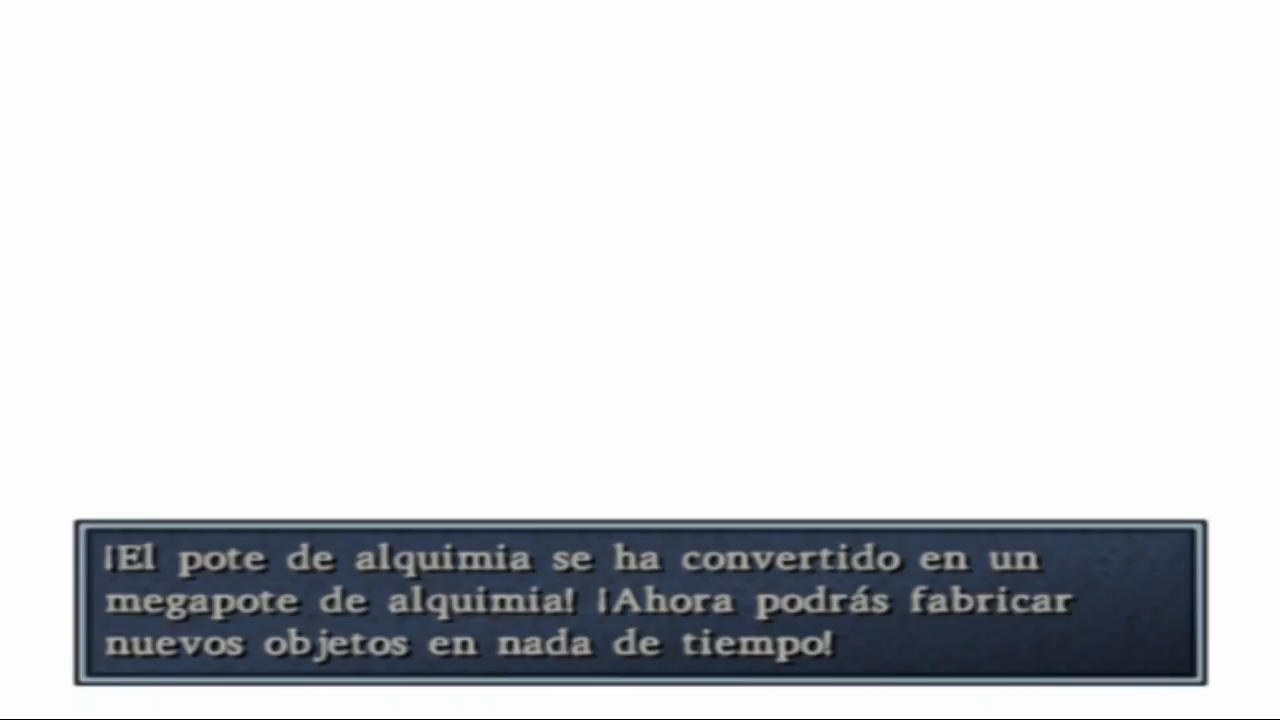 ¡El pote de alquimia se ha convertido en un
megapote de alquimia! ¡Ahora podrás fabricar
nuevos objetos en nada de tiempo!